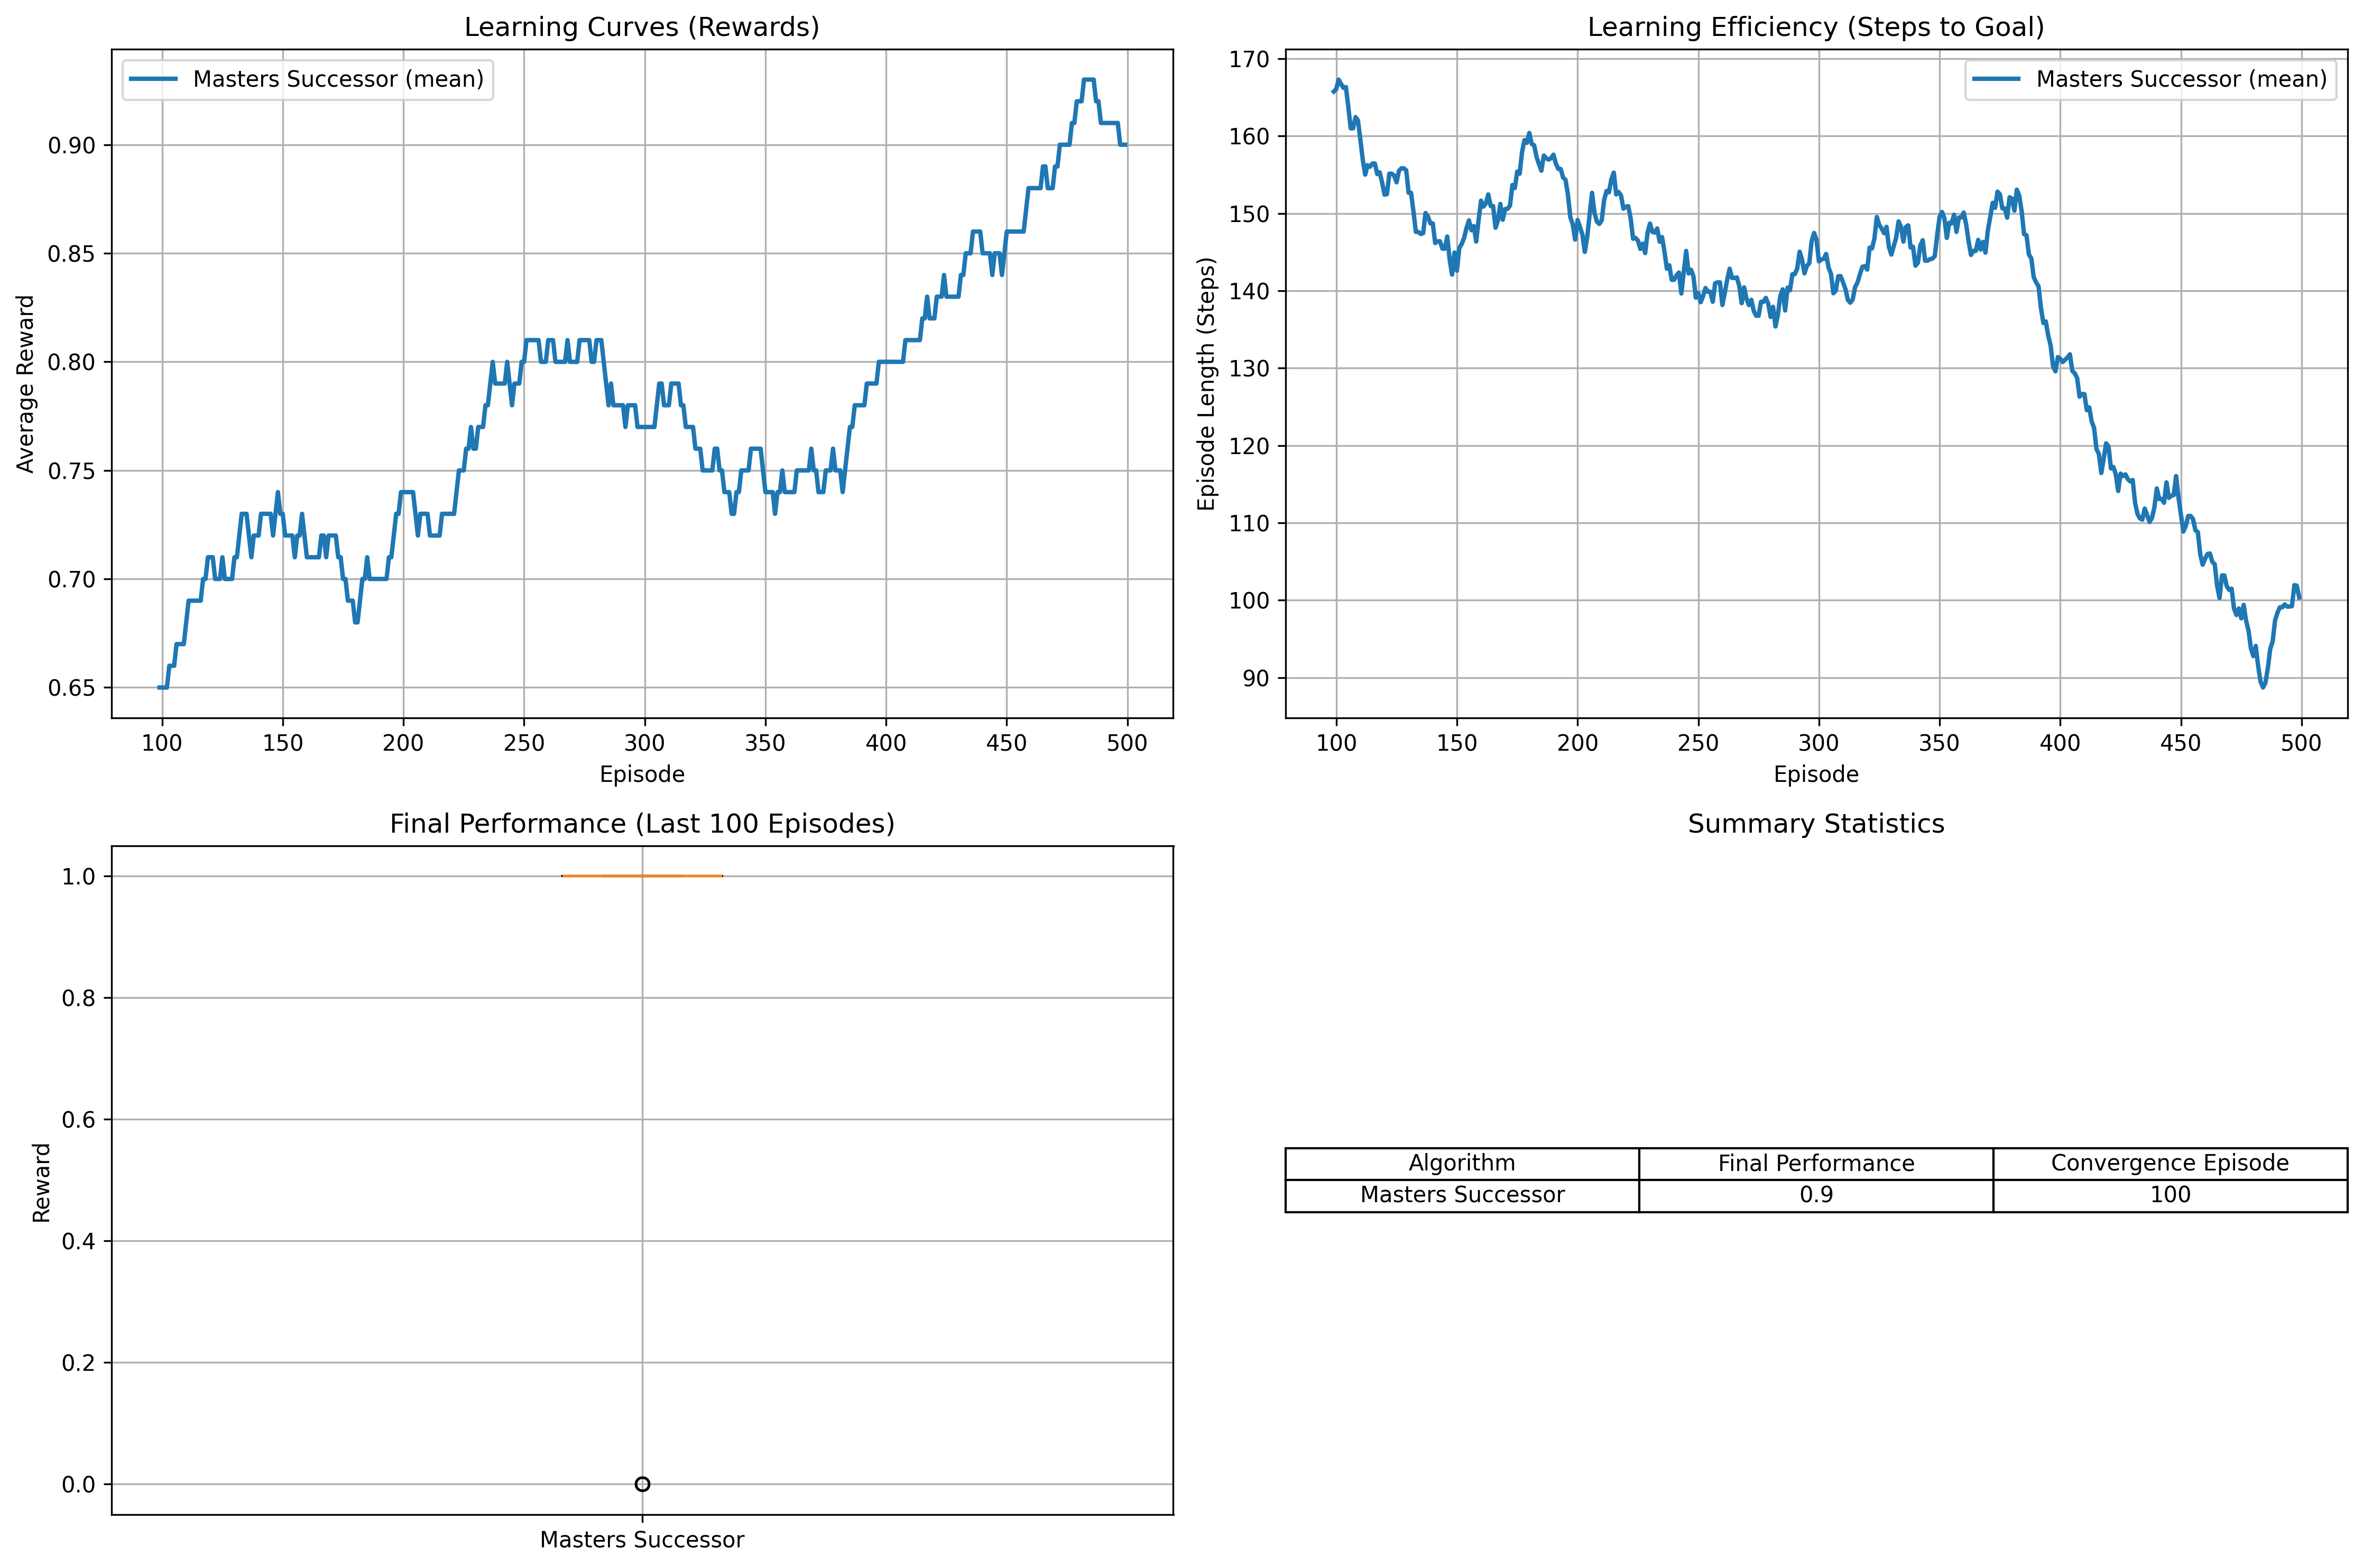 Learning Curves (Rewards)
Masters Successor (mean)
Average Reward
0.90
0.85
0.80
0.75
0.70
0.65
100 150 200 250 300 350 400 450 500
Episode
Learning Efficiency (Steps to Goal)
Masters Successor (mean)
Episode Length (Steps)
170
160
150
140
130
120
110
100
90
100 150 200 250 300 350 400 450 500
Episode
Final Performance (Last 100 Episodes)
Reward
1.0
0.8
0.6
0.4
0.2
0.0
Masters Successor
Summary Statistics
Algorithm Final Performance Convergence Episode
Masters Successor 0.9 100